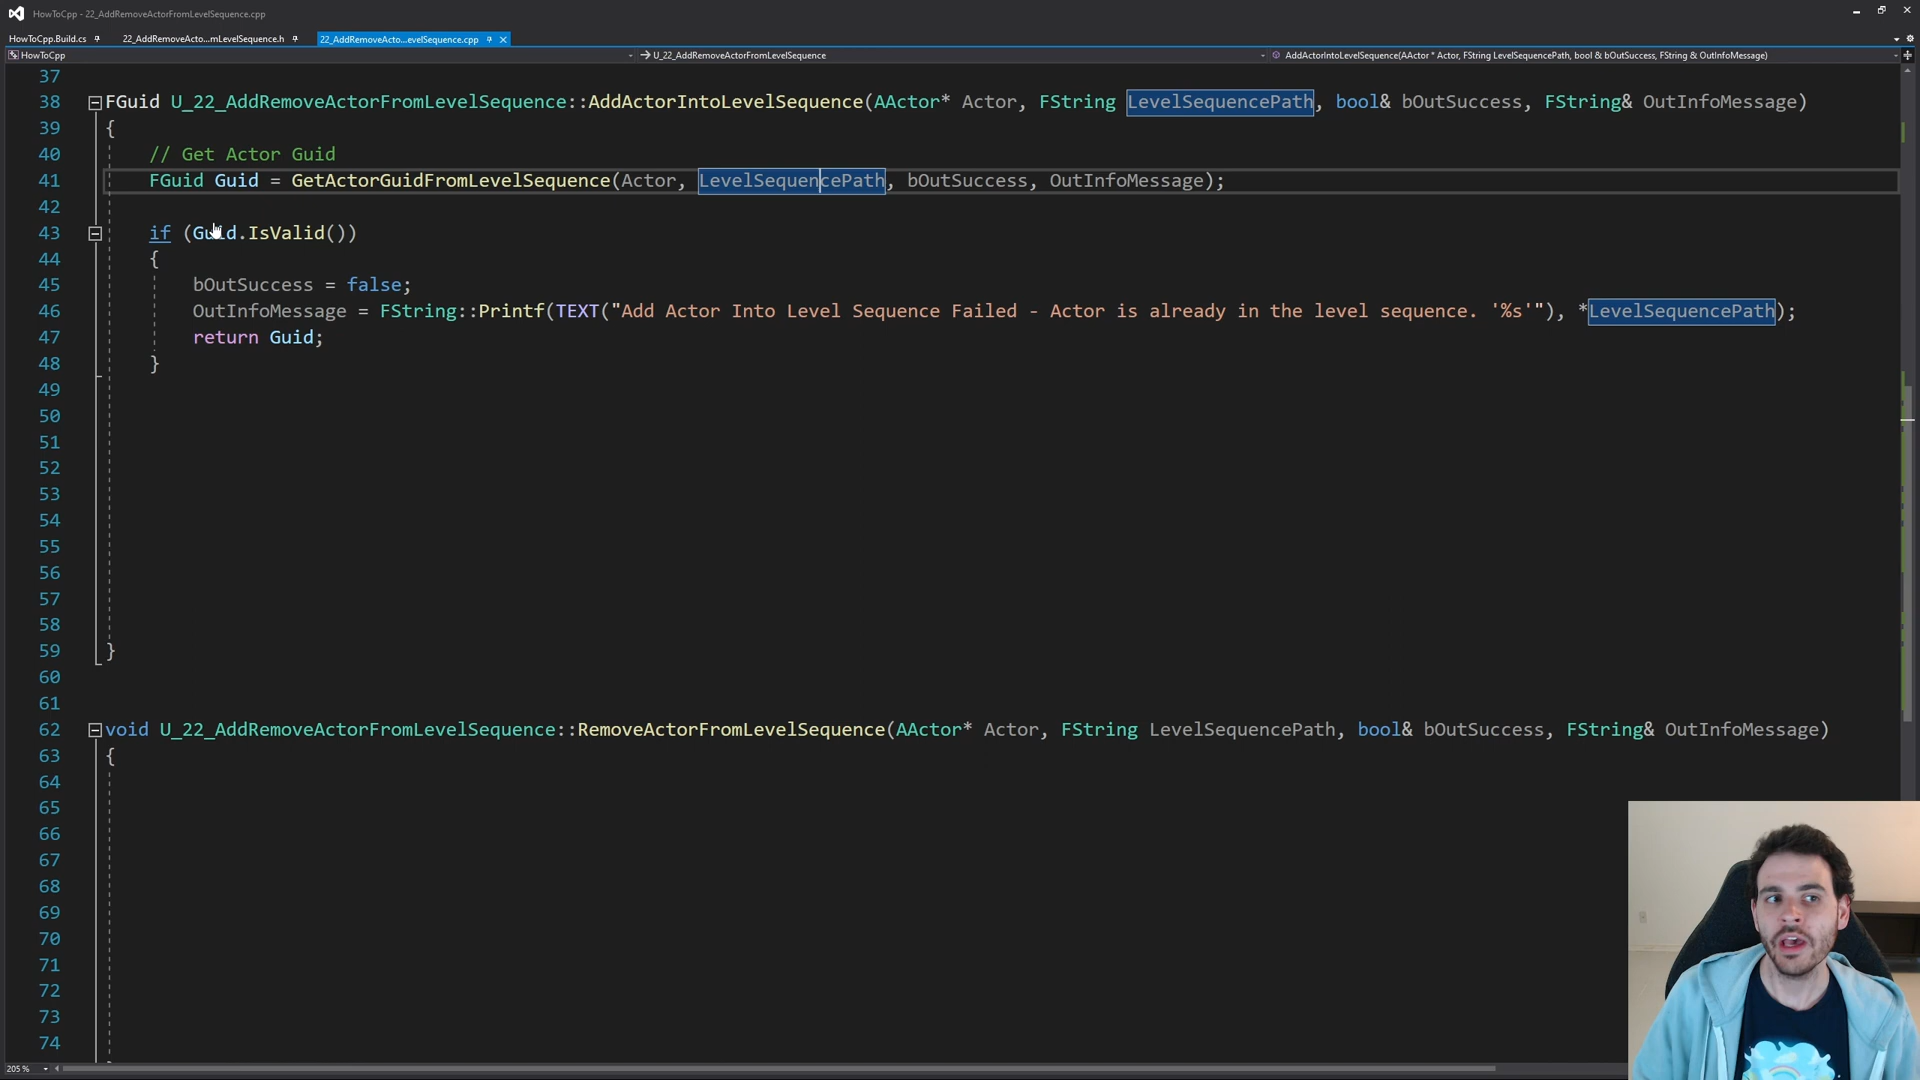 HowToCpp - 22_AddRemoveActorFromLevelSequence.cpp
HowToCpp.Build.cs 22_AddRemoveActo...mLevelSequence.h 22_AddRemoveActo...evelSequence.cpp
HowToCpp U_22_AddRemoveActorFromLevelSequence AddActorIntoLevelSequence(AActor * Actor, FString LevelSequencePath, bool & bOutSuccess, FString & OutInfoMessage)
37
38 FGuid U_22_AddRemoveActorFromLevelSequence::AddActorIntoLevelSequence(AActor* Actor, FString LevelSequencePath, bool& bOutSuccess, FString& OutInfoMessage)
39 {
40 // Get Actor Guid
41 FGuid Guid = GetActorGuidFromLevelSequence(Actor, LevelSequencePath, bOutSuccess, OutInfoMessage);
42
43 if (Guid.IsValid())
44 {
45 bOutSuccess = false;
46 OutInfoMessage = FString::Printf(TEXT("Add Actor Into Level Sequence Failed - Actor is already in the level sequence. '%s'"), *LevelSequencePath);
47 return Guid;
48 }
49
50
51
52
53
54
55
56
57
58
59 }
60
61
62 void U_22_AddRemoveActorFromLevelSequence::RemoveActorFromLevelSequence(AActor* Actor, FString LevelSequencePath, bool& bOutSuccess, FString& OutInfoMessage)
63 {
64
65
66
67
68
69
70
71
72
73
74
205 %